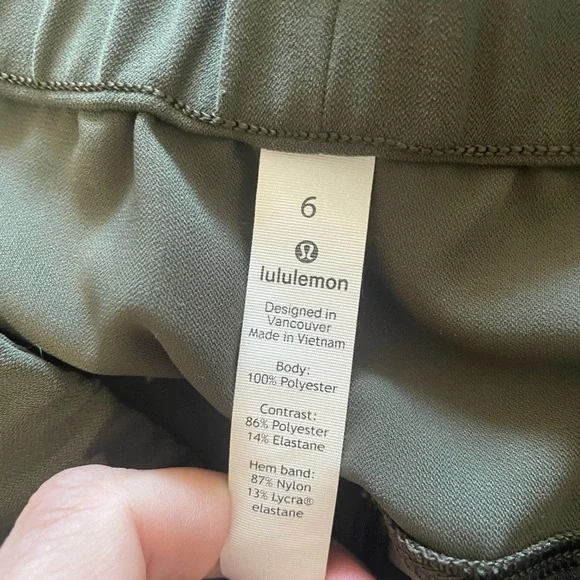 6
lululemon
Designed in
Vancouver
Made in Vietnam
Body:
100% Polyester
Contrast:
86% Polyester
14% Elastane
Hem band:
87% Nylon
13% Lycra®
elastane